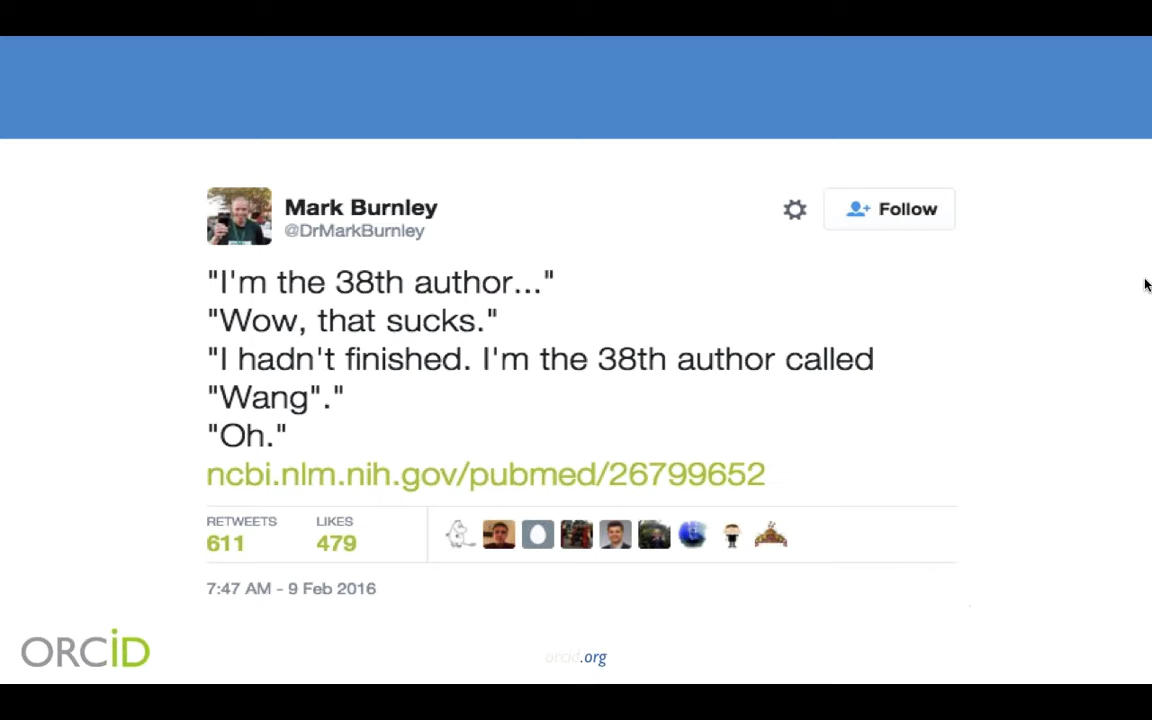 Mark Burnley
@DrMarkBurnley
Follow
"I'm the 38th author..."
"Wow, that sucks."
"I hadn't finished. I'm the 38th author called
"Wang"."
"Oh."
ncbi.nlm.nih.gov/pubmed/26799652
RETWEETS LIKES
611 479
7:47 AM - 9 Feb 2016
ORCiD
orcid.org